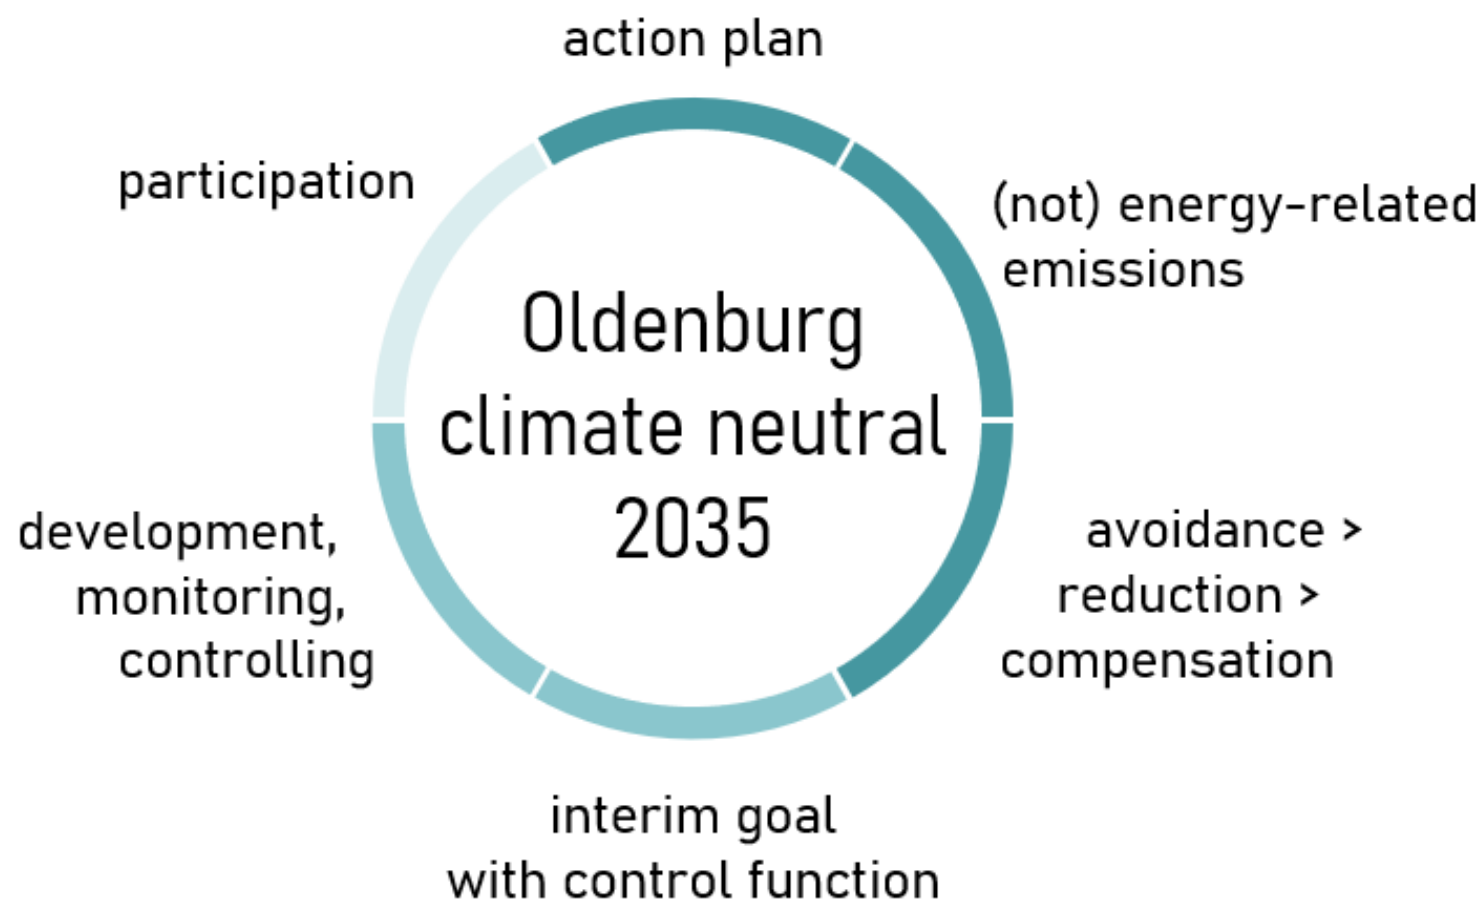 action plan
participation
(not) energy-related
emissions
Oldenburg
climate neutral
2035
development,
monitoring,
controlling
avoidance >
reduction >
compensation
interim goal
with control function